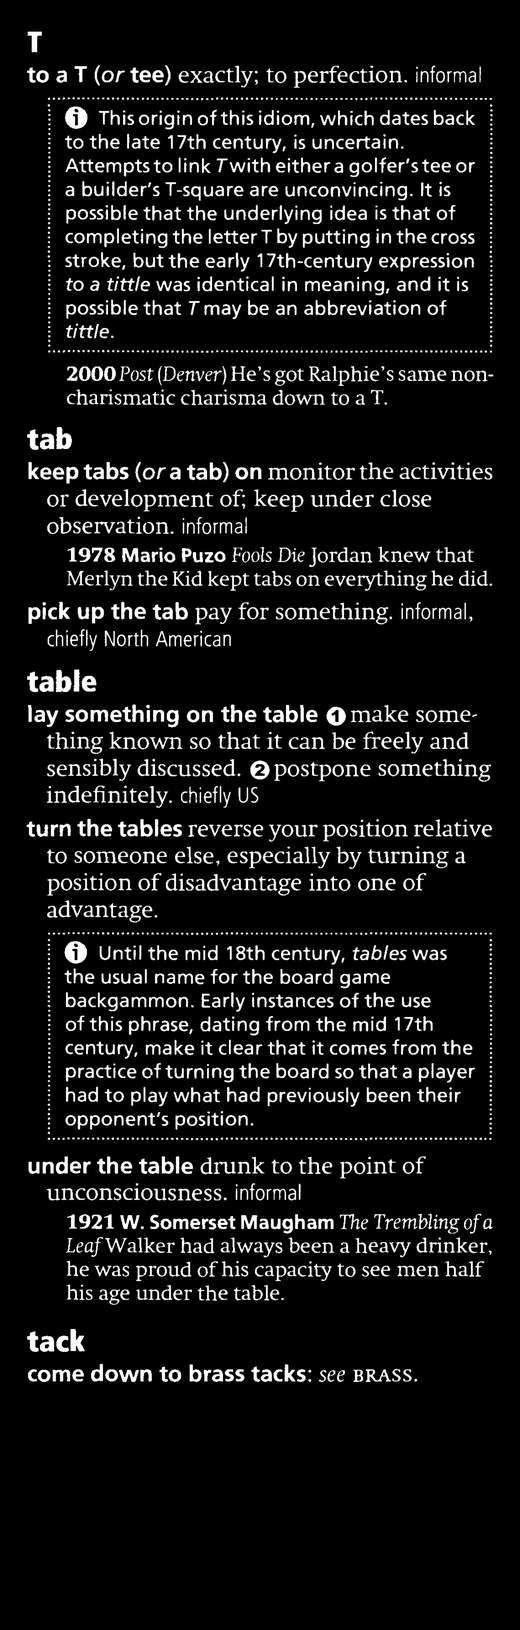 T
to a T (or tee) exactly; to perfection. informal
i This origin of this idiom, which dates back
to the late 17th century, is uncertain.
Attempts to link T with either a golfer's tee or
a builder's T-square are unconvincing. It is
possible that the underlying idea is that of
completing the letter T by putting in the cross
stroke, but the early 17th-century expression
to a tittle was identical in meaning, and it is
possible that T may be an abbreviation of
tittle.
2000 Post (Denver) He's got Ralphie's same non-
charismatic charisma down to a T.
tab
keep tabs (or a tab) on monitor the activities
or development of; keep under close
observation. informal
1978 Mario Puzo Fools Die Jordan knew that
Merlyn the Kid kept tabs on everything he did.
pick up the tab pay for something. informal,
chiefly North American
table
lay something on the table ❶ make some-
thing known so that it can be freely and
sensibly discussed. ❷ postpone something
indefinitely. chiefly US
turn the tables reverse your position relative
to someone else, especially by turning a
position of disadvantage into one of
advantage.
i Until the mid 18th century, tables was
the usual name for the board game
backgammon. Early instances of the use
of this phrase, dating from the mid 17th
century, make it clear that it comes from the
practice of turning the board so that a player
had to play what had previously been their
opponent's position.
under the table drunk to the point of
unconsciousness. informal
1921 W. Somerset Maugham The Trembling of a
Leaf Walker had always been a heavy drinker,
he was proud of his capacity to see men half
his age under the table.
tack
come down to brass tacks: see BRASS.